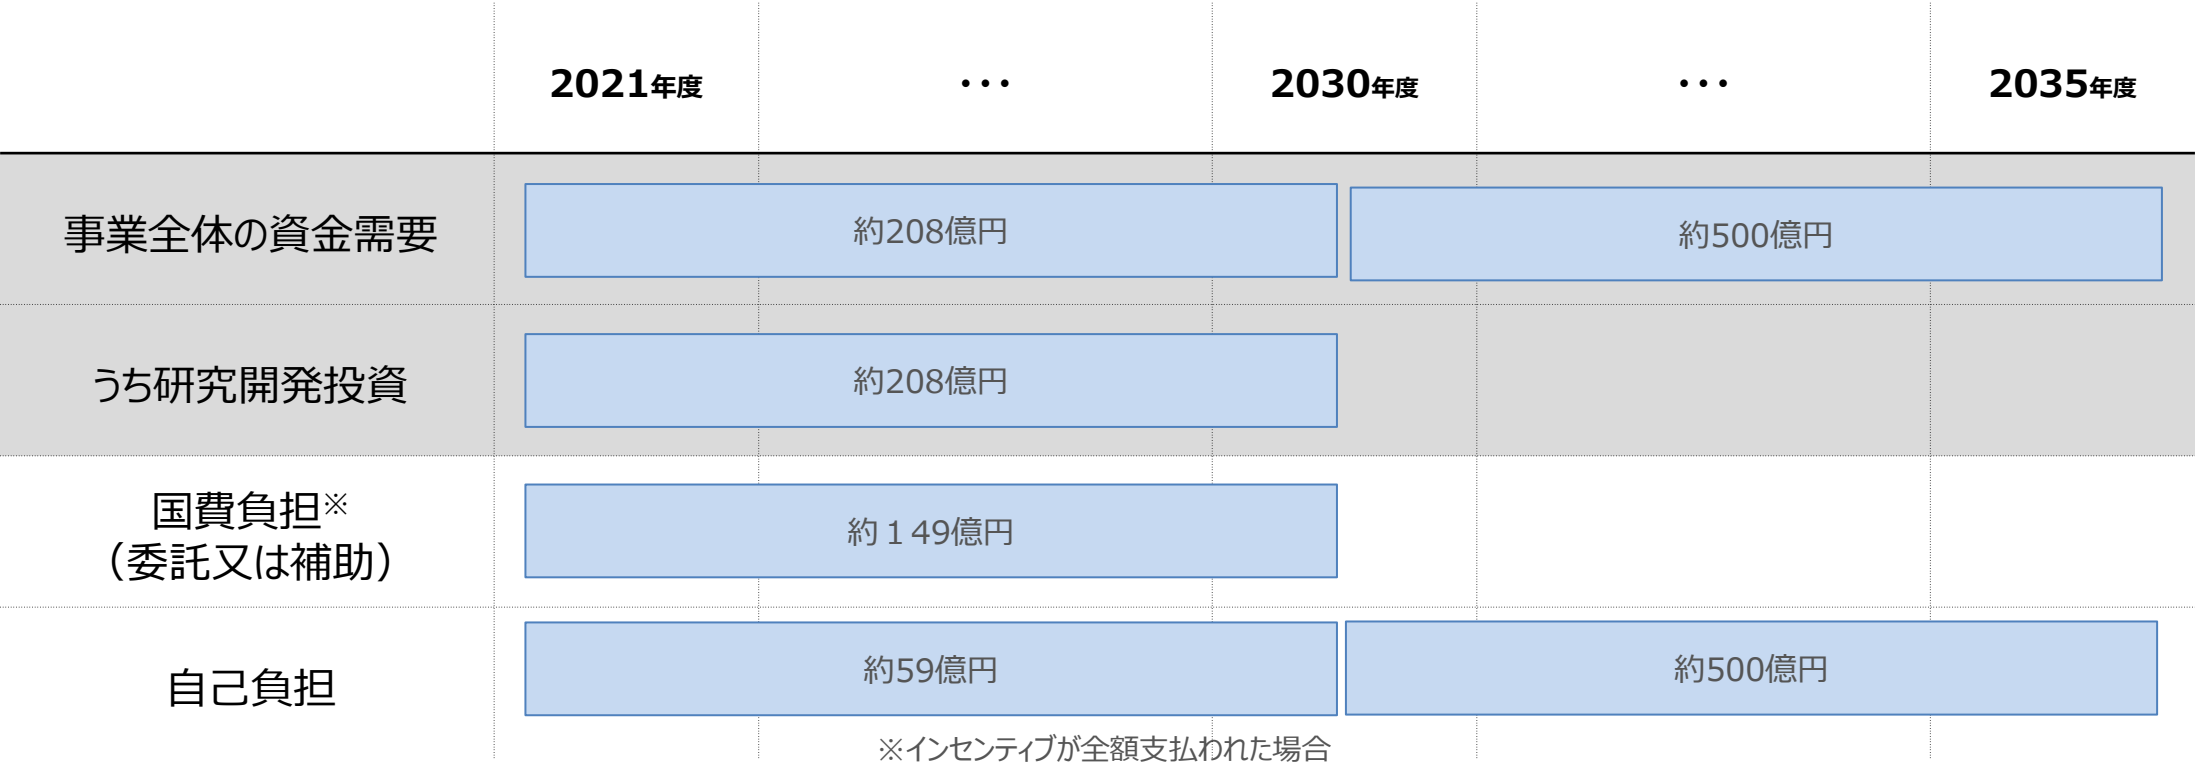 2021年度 ・・・ 2030年度 ・・・ 2035年度
事業全体の資金需要 約208億円 約500億円
うち研究開発投資 約208億円
国費負担※
（委託又は補助） 約１49億円
自己負担 約59億円 約500億円
※インセンティブが全額支払われた場合